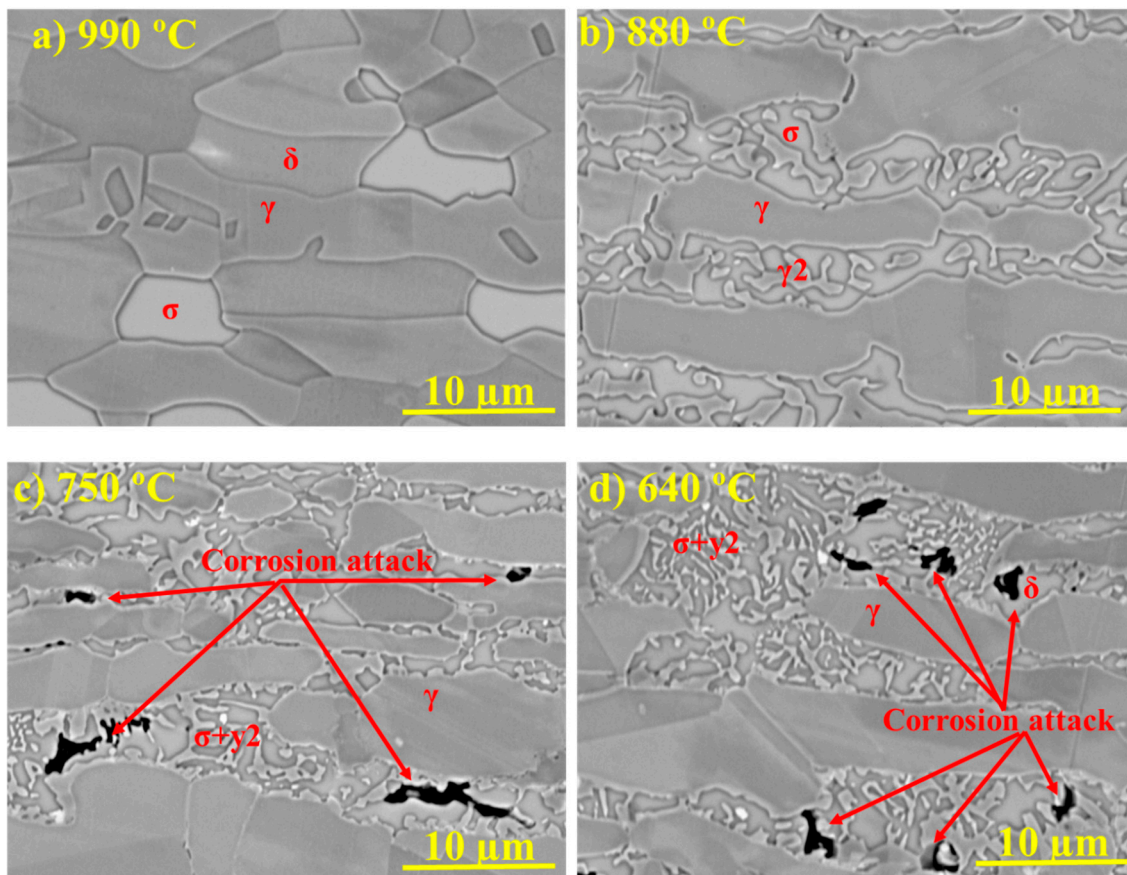 a) 990 ºC
δ
γ
σ
10 µm
b) 880 ºC
σ
γ
γ2
10 µm
c) 750 ºC
Corrosion attack
γ
σ+y2
10 µm
d) 640 ºC
σ+y2
δ
γ
Corrosion attack
10 µm